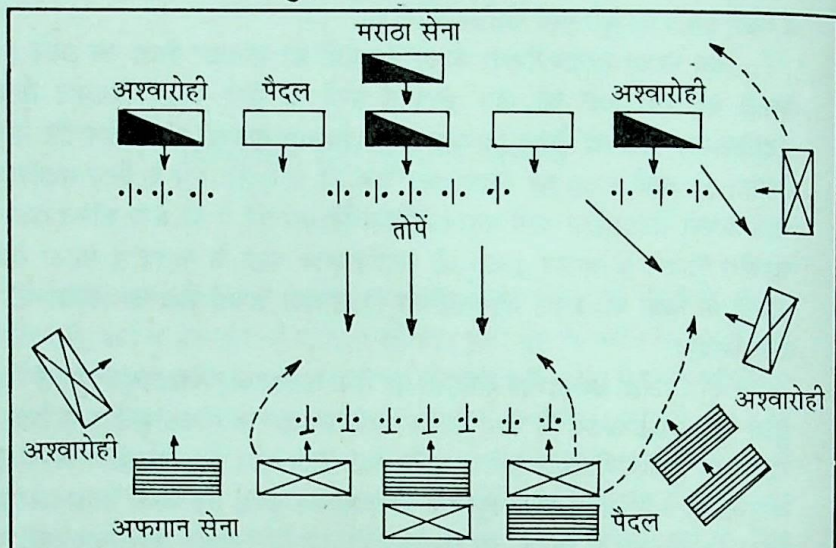 मराठा सेना
अश्वारोही पैदल अश्वारोही
तोपें
अश्वारोही
अश्वारोही
अफगान सेना पैदल